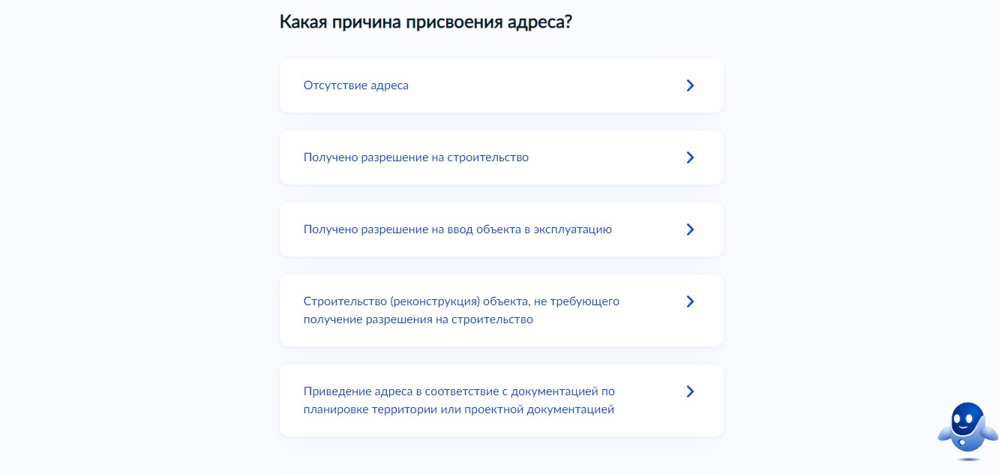 Какая причина присвоения адреса?
Отсутствие адреса
Получено разрешение на строительство
Получено разрешение на ввод объекта в эксплуатацию
Строительство (реконструкция) объекта, не требующего
получение разрешения на строительство
Приведение адреса в соответствие с документацией по
планировке территории или проектной документацией